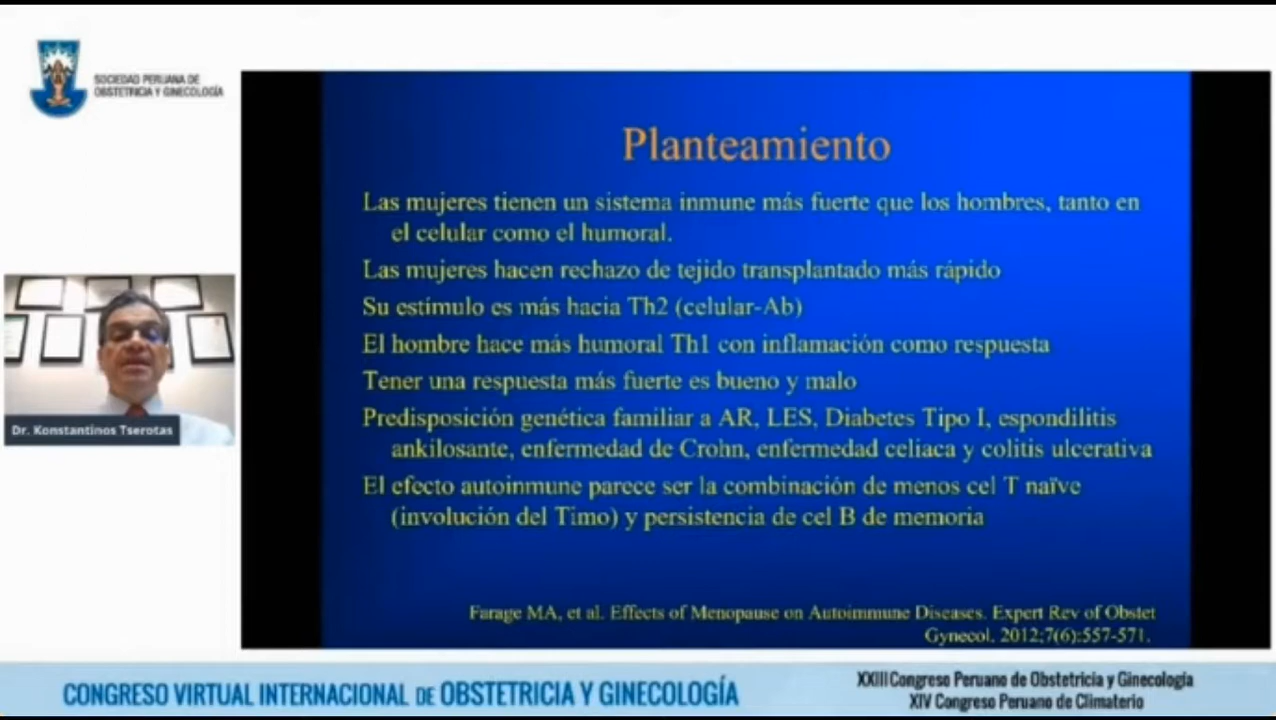 SOCIEDAD PERUANA DE
OBSTETRICIA Y GINECOLOGÍA
Planteamiento
Las mujeres tienen un sistema inmune más fuerte que los hombres, tanto en
el celular como el humoral.
Las mujeres hacen rechazo de tejido transplantado más rápido
Su estímulo es más hacia Th2 (celular-Ab)
El hombre hace más humoral Th1 con inflamación como respuesta
Tener una respuesta más fuerte es bueno y malo
Predisposición genética familiar a AR, LES, Diabetes Tipo I, espondilitis
ankilosante, enfermedad de Crohn, enfermedad celiaca y colitis ulcerativa
El efecto autoinmune parece ser la combinación de menos cel T naïve
(involución del Timo) y persistencia de cel B de memoria
Farage MA, et al. Effects of Menopause on Autoimmune Diseases. Expert Rev of Obstet
Gynecol. 2012;7(6):557-571.
Dr. Konstantinos Tserotas
CONGRESO VIRTUAL INTERNACIONAL DE OBSTETRICIA Y GINECOLOGÍA
XXIII Congreso Peruano de Obstetricia y Ginecología
XIV Congreso Peruano de Climaterio